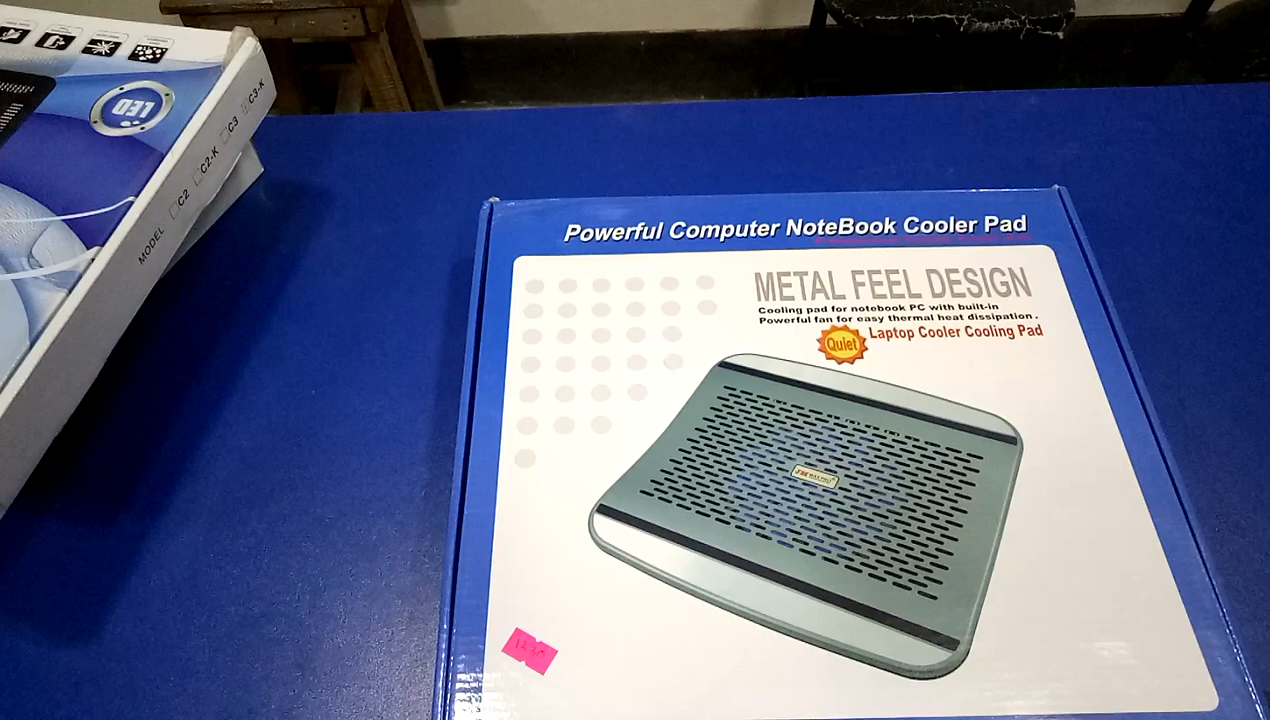 Powerful Computer NoteBook Cooler Pad
METAL FEEL DESIGN
Cooling pad for notebook PC with built-in
Powerful fan for easy thermal heat dissipation.
Quiet
Laptop Cooler Cooling Pad
1230
LED
MODEL C2 C2-K C3 C3-K